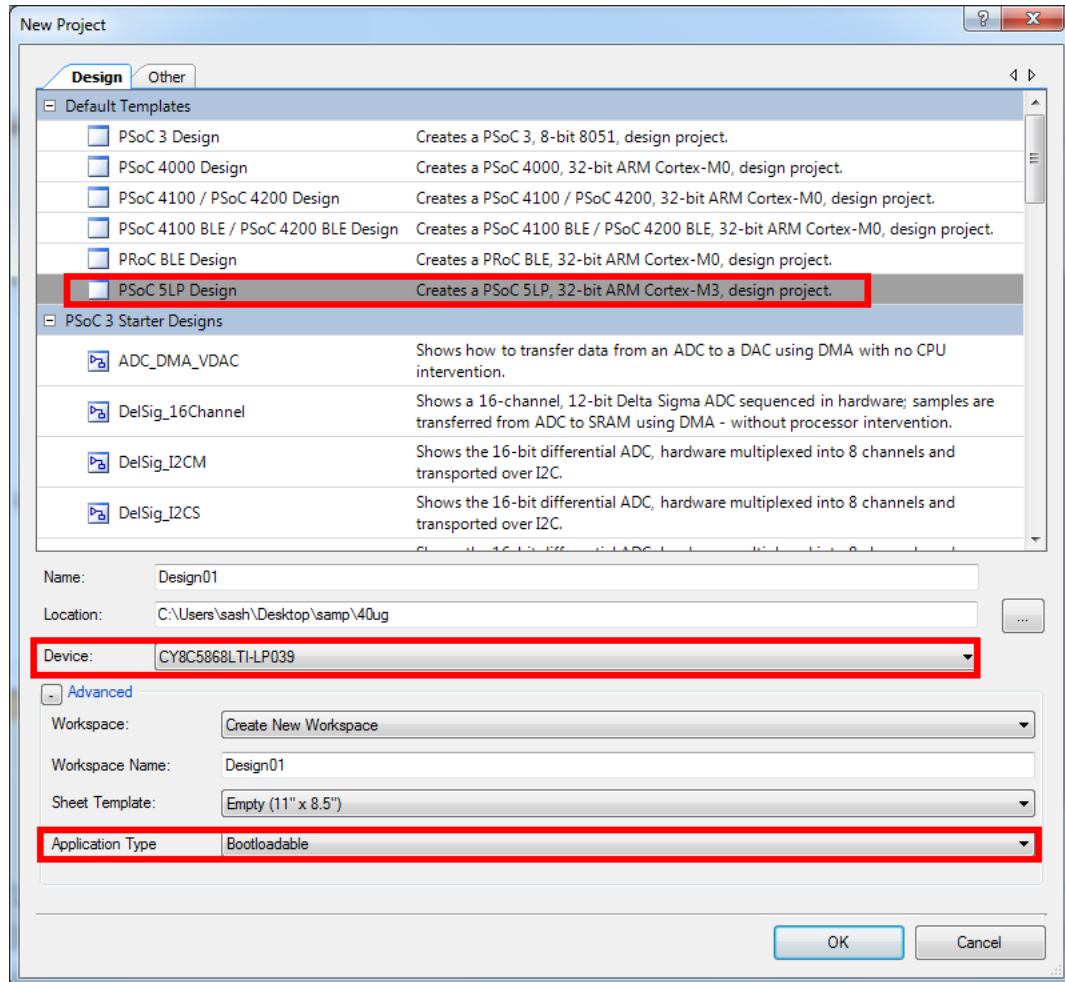 New Project
Design Other
Default Templates
PSoC 3 Design Creates a PSoC 3, 8-bit 8051, design project.
PSoC 4000 Design Creates a PSoC 4000, 32-bit ARM Cortex-M0, design project.
PSoC 4100 / PSoC 4200 Design Creates a PSoC 4100 / PSoC 4200, 32-bit ARM Cortex-M0, design project.
PSoC 4100 BLE / PSoC 4200 BLE Design Creates a PSoC 4100 BLE / PSoC 4200 BLE, 32-bit ARM Cortex-M0, design project.
PRoC BLE Design Creates a PRoC BLE, 32-bit ARM Cortex-M0, design project.
PSoC 5LP Design Creates a PSoC 5LP, 32-bit ARM Cortex-M3, design project.
PSoC 3 Starter Designs
ADC_DMA_VDAC Shows how to transfer data from an ADC to a DAC using DMA with no CPU
intervention.
DelSig_16Channel Shows a 16-channel, 12-bit Delta Sigma ADC sequenced in hardware; samples are
transferred from ADC to SRAM using DMA - without processor intervention.
DelSig_I2CM Shows the 16-bit differential ADC, hardware multiplexed into 8 channels and
transported over I2C.
DelSig_I2CS Shows the 16-bit differential ADC, hardware multiplexed into 8 channels and
transported over I2C.
Name: Design01
Location: C:\Users\sash\Desktop\samp\40ug
...
Device: CY8C5868LTI-LP039
Advanced
Workspace: Create New Workspace
Workspace Name: Design01
Sheet Template: Empty (11" x 8.5")
Application Type Bootloadable
OK Cancel